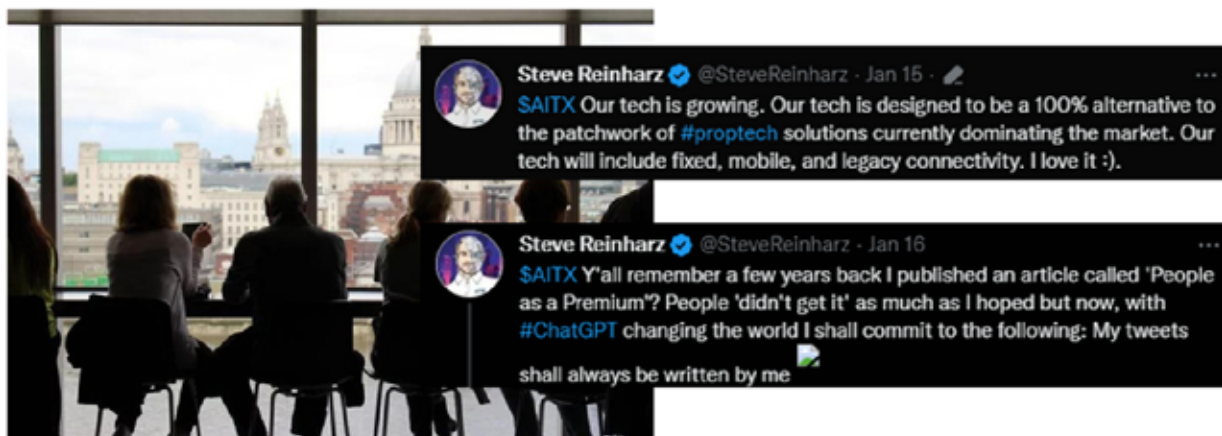 Steve Reinharz @SteveReinharz · Jan 15 ·
$AITX Our tech is growing. Our tech is designed to be a 100% alternative to
the patchwork of #proptech solutions currently dominating the market. Our
tech will include fixed, mobile, and legacy connectivity. I love it :).
Steve Reinharz @SteveReinharz · Jan 16
$AITX Y'all remember a few years back I published an article called 'People
as a Premium'? People 'didn't get it' as much as I hoped but now, with
#ChatGPT changing the world I shall commit to the following: My tweets
shall always be written by me